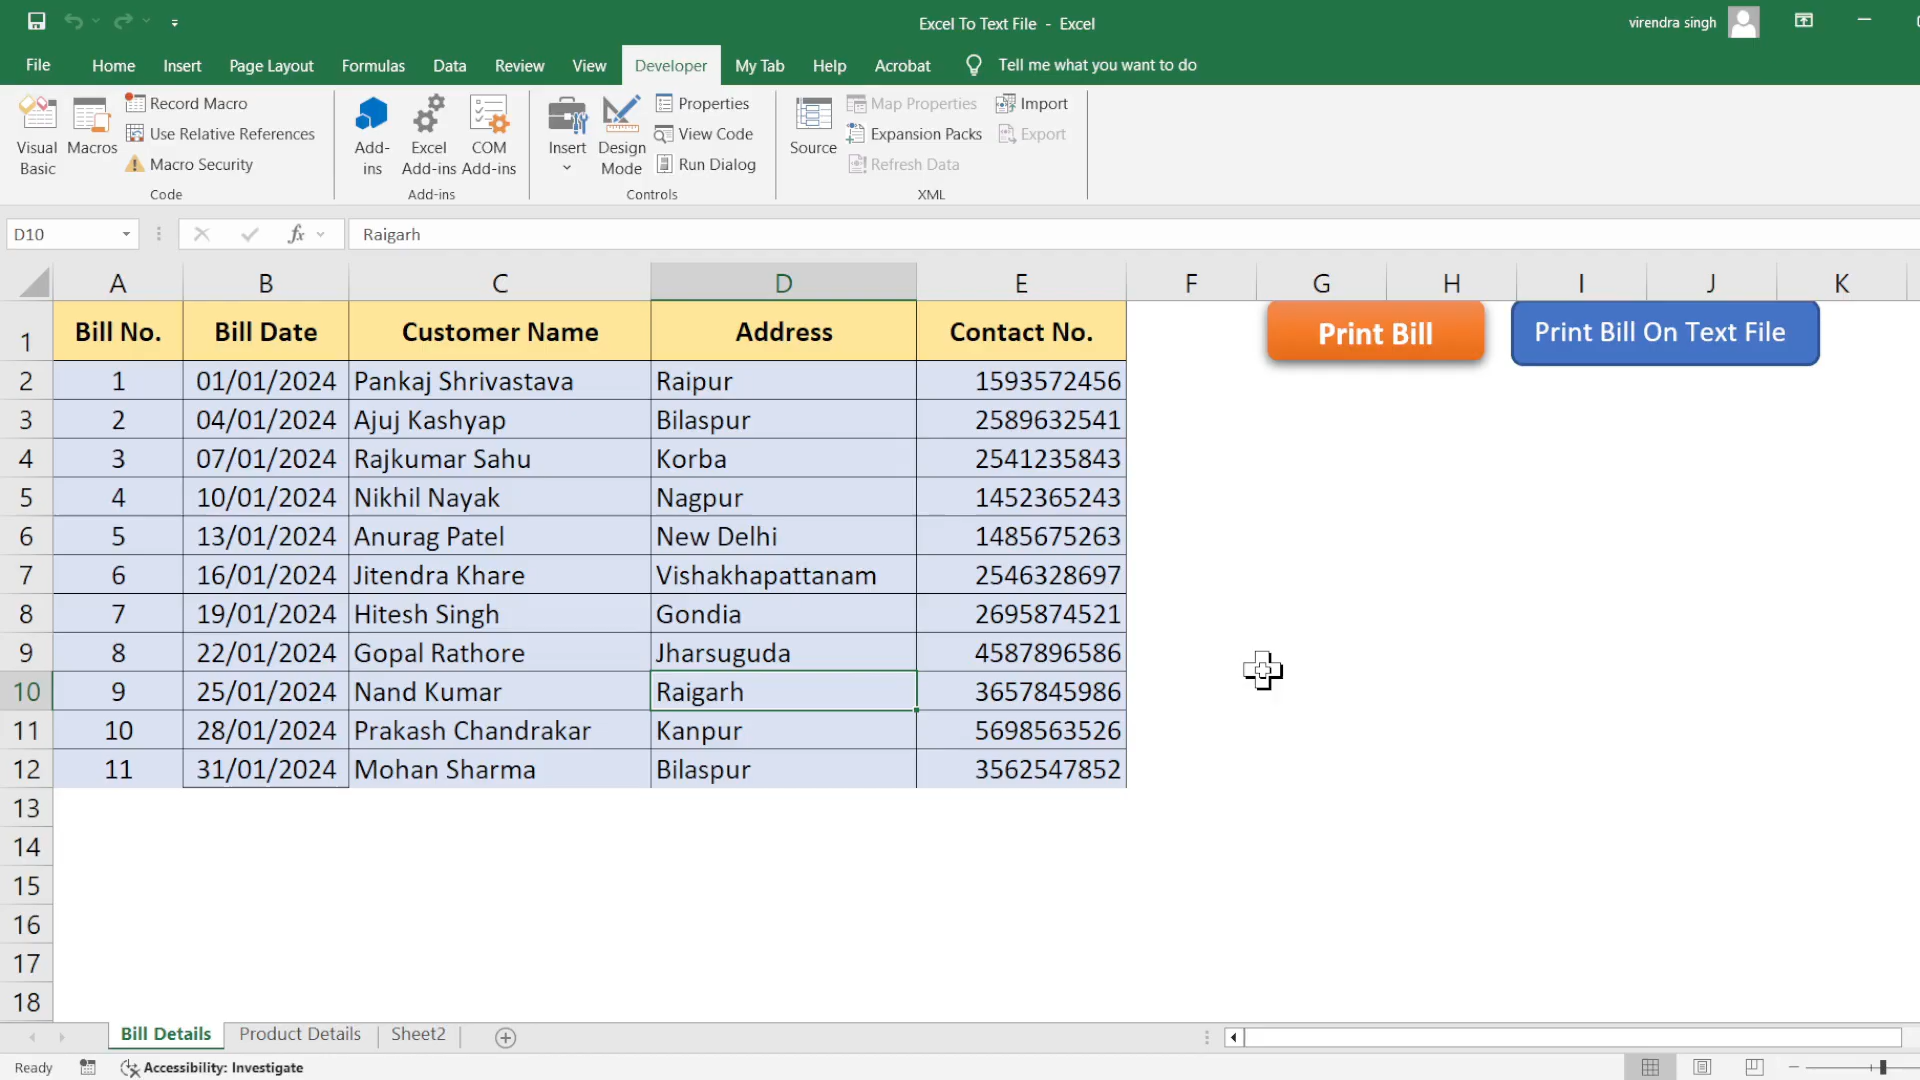 Excel To Text File - Excel
virendra singh
File Home Insert Page Layout Formulas Data Review View Developer My Tab Help Acrobat Tell me what you want to do
Visual Basic
Macros
Record Macro
Use Relative References
Macro Security
Code
Add-ins
Excel Add-ins
COM Add-ins
Add-ins
Insert
Design Mode
Properties
View Code
Run Dialog
Controls
Source
Map Properties
Expansion Packs
Refresh Data
Import
Export
XML
D10 fx Raigarh
A B C D E F G H I J K
1 Bill No. Bill Date Customer Name Address Contact No. Print Bill Print Bill On Text File
2 1 01/01/2024 Pankaj Shrivastava Raipur 1593572456
3 2 04/01/2024 Ajuj Kashyap Bilaspur 2589632541
4 3 07/01/2024 Rajkumar Sahu Korba 2541235843
5 4 10/01/2024 Nikhil Nayak Nagpur 1452365243
6 5 13/01/2024 Anurag Patel New Delhi 1485675263
7 6 16/01/2024 Jitendra Khare Vishakhapattanam 2546328697
8 7 19/01/2024 Hitesh Singh Gondia 2695874521
9 8 22/01/2024 Gopal Rathore Jharsuguda 4587896586
10 9 25/01/2024 Nand Kumar Raigarh 3657845986
11 10 28/01/2024 Prakash Chandrakar Kanpur 5698563526
12 11 31/01/2024 Mohan Sharma Bilaspur 3562547852
13
14
15
16
17
18
Bill Details Product Details Sheet2
Ready Accessibility: Investigate